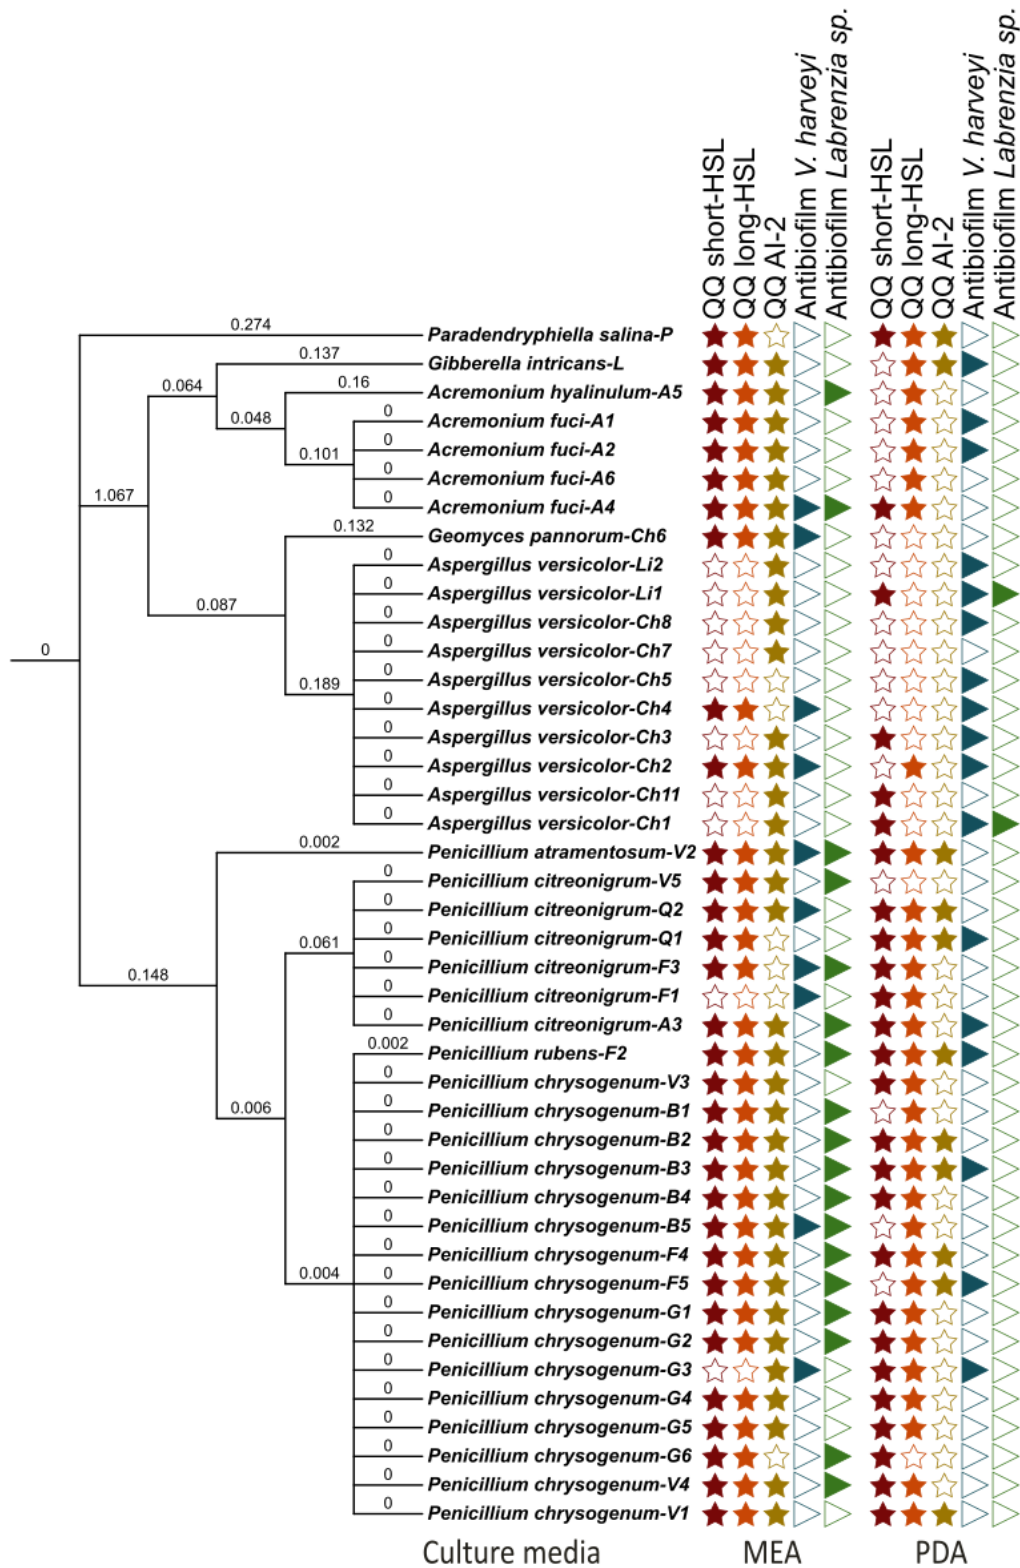 QQ short-HSL
QQ long-HSL
QQ AI-2
Antibiofilm V. harveyi
Antibiofilm Labrenzia sp.
QQ short-HSL
QQ long-HSL
QQ AI-2
Antibiofilm V. harveyi
Antibiofilm Labrenzia sp.
0.274
Paradendryphiella salina-P
0.137
Gibberella intricans-L
0.064
0.16
Acremonium hyalinulum-A5
0.048
0
Acremonium fuci-A1
0
Acremonium fuci-A2
0.101
0
Acremonium fuci-A6
1.067
0
Acremonium fuci-A4
0.132
Geomyces pannorum-Ch6
0
Aspergillus versicolor-Li2
0
Aspergillus versicolor-Li1
0.087
0
Aspergillus versicolor-Ch8
0
0
Aspergillus versicolor-Ch7
0
Aspergillus versicolor-Ch5
0.189
0
Aspergillus versicolor-Ch4
0
Aspergillus versicolor-Ch3
0
Aspergillus versicolor-Ch2
0
Aspergillus versicolor-Ch11
0
Aspergillus versicolor-Ch1
0.002
Penicillium atramentosum-V2
0
Penicillium citreonigrum-V5
0
Penicillium citreonigrum-Q2
0.061
0
Penicillium citreonigrum-Q1
0.148
0
Penicillium citreonigrum-F3
0
Penicillium citreonigrum-F1
0
Penicillium citreonigrum-A3
0.002
Penicillium rubens-F2
0
Penicillium chrysogenum-V3
0.006
0
Penicillium chrysogenum-B1
0
Penicillium chrysogenum-B2
0
Penicillium chrysogenum-B3
0
Penicillium chrysogenum-B4
0
Penicillium chrysogenum-B5
0
Penicillium chrysogenum-F4
0.004
0
Penicillium chrysogenum-F5
0
Penicillium chrysogenum-G1
0
Penicillium chrysogenum-G2
0
Penicillium chrysogenum-G3
0
Penicillium chrysogenum-G4
0
Penicillium chrysogenum-G5
0
Penicillium chrysogenum-G6
0
Penicillium chrysogenum-V4
0
Penicillium chrysogenum-V1
Culture media MEA PDA